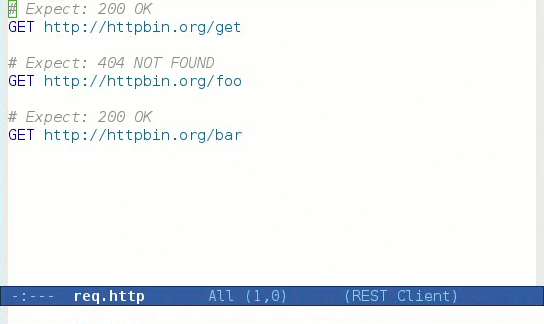 # Expect: 200 OK
GET http://httpbin.org/get
# Expect: 404 NOT FOUND
GET http://httpbin.org/foo
# Expect: 200 OK
GET http://httpbin.org/bar
-:--- req.http All (1,0) (REST Client)